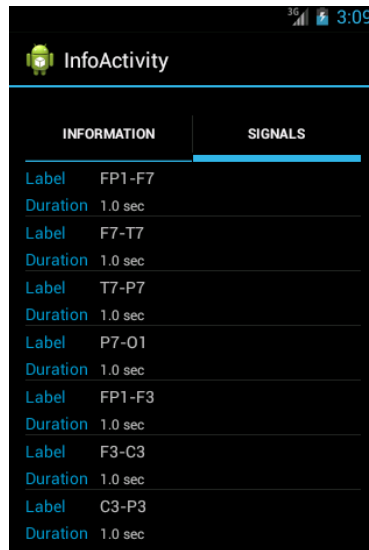 3G 3:09
InfoActivity
INFORMATION SIGNALS
Label FP1-F7
Duration 1.0 sec
Label F7-T7
Duration 1.0 sec
Label T7-P7
Duration 1.0 sec
Label P7-O1
Duration 1.0 sec
Label FP1-F3
Duration 1.0 sec
Label F3-C3
Duration 1.0 sec
Label C3-P3
Duration 1.0 sec